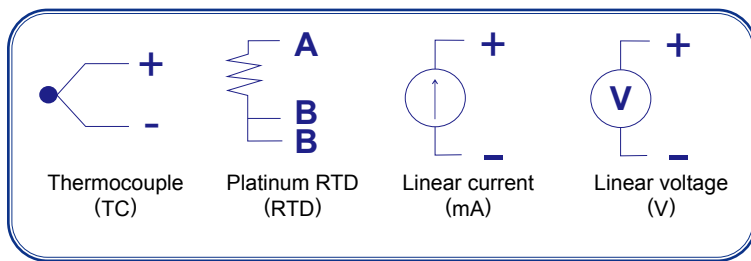 +
-
A
B
B
+
-
V
+
-
Thermocouple
(TC)
Platinum RTD
(RTD)
Linear current
(mA)
Linear voltage
(V)